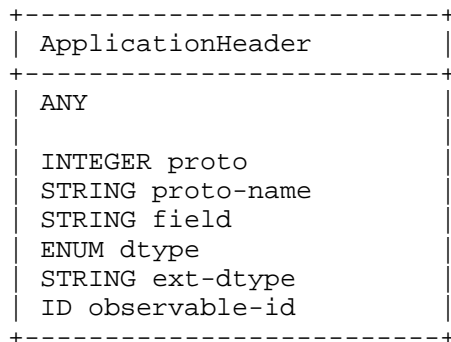 ApplicationHeader
ANY
INTEGER proto
STRING proto-name
STRING field
ENUM dtype
STRING ext-dtype
ID observable-id